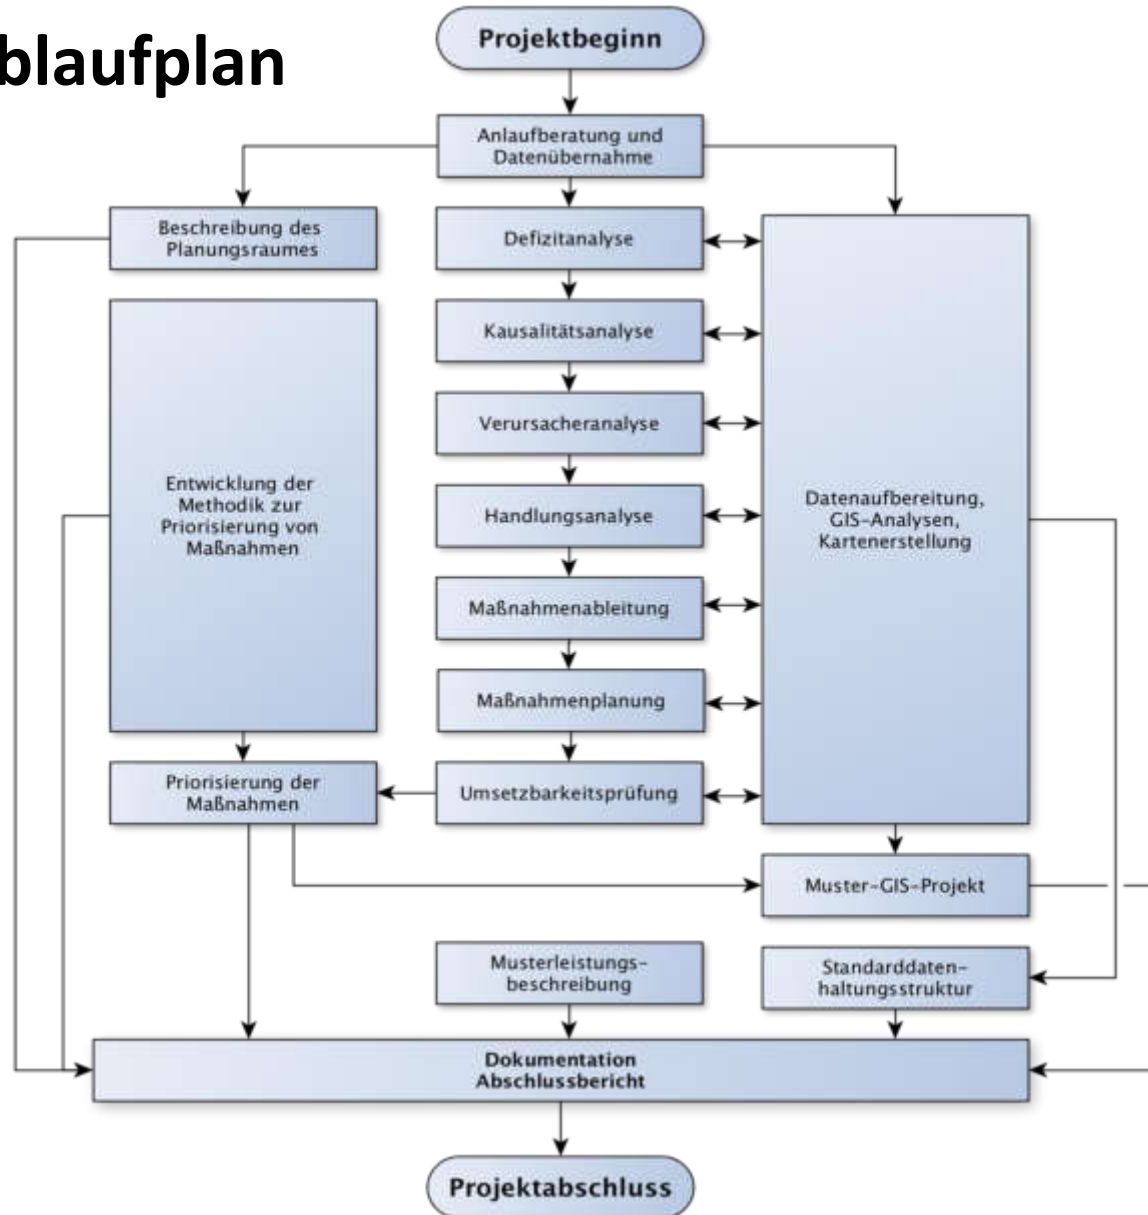 blaufplan
Projektbeginn
Anlaufberatung und
Datenübernahme
Beschreibung des
Planungsraumes
Defizitanalyse
Kausalitätsanalyse
Verursacheranalyse
Entwicklung der
Methodik zur
Priorisierung von
Maßnahmen
Handlungsanalyse
Datenaufbereitung,
GIS-Analysen,
Kartenerstellung
Maßnahmenableitung
Maßnahmenplanung
Priorisierung der
Maßnahmen
Umsetzbarkeitsprüfung
Muster-GIS-Projekt
Musterleistungs-
beschreibung
Standarddaten-
haltungsstruktur
Dokumentation
Abschlussbericht
Projektabschluss